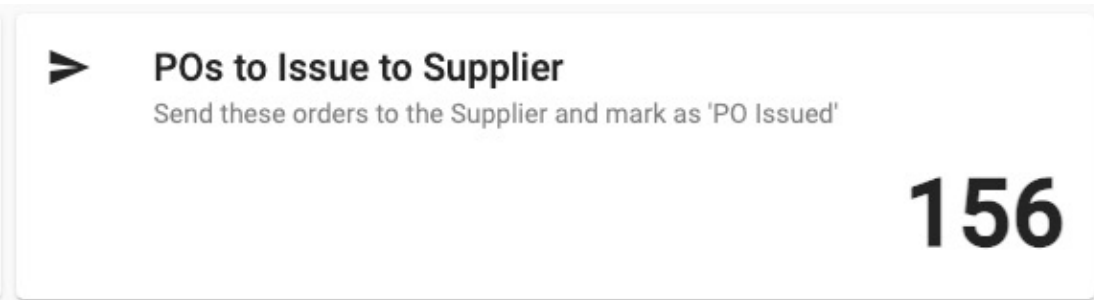 POs to Issue to Supplier
Send these orders to the Supplier and mark as 'PO Issued'
156